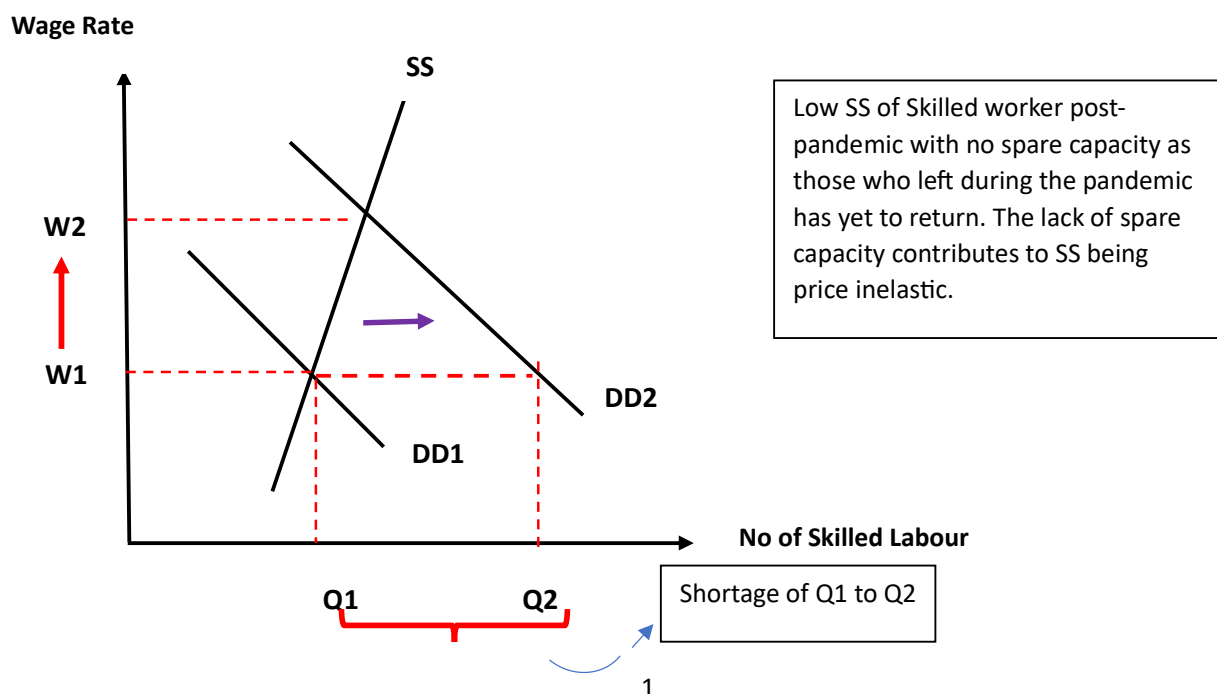 Wage Rate
SS
Low SS of Skilled worker post-
pandemic with no spare capacity as
those who left during the pandemic
has yet to return. The lack of spare
capacity contributes to SS being
price inelastic.
W2
W1
DD2
DD1
No of Skilled Labour
Q1
Q2
Shortage of Q1 to Q2
1